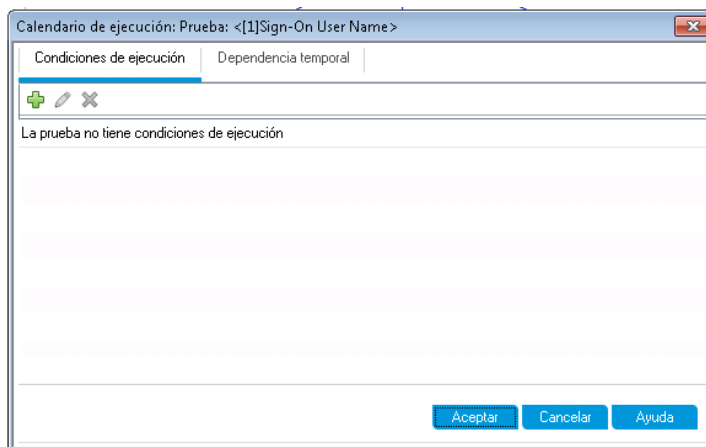 Calendario de ejecución: Prueba: <[1]Sign-On User Name>
Condiciones de ejecución Dependencia temporal
La prueba no tiene condiciones de ejecución
Aceptar Cancelar Ayuda